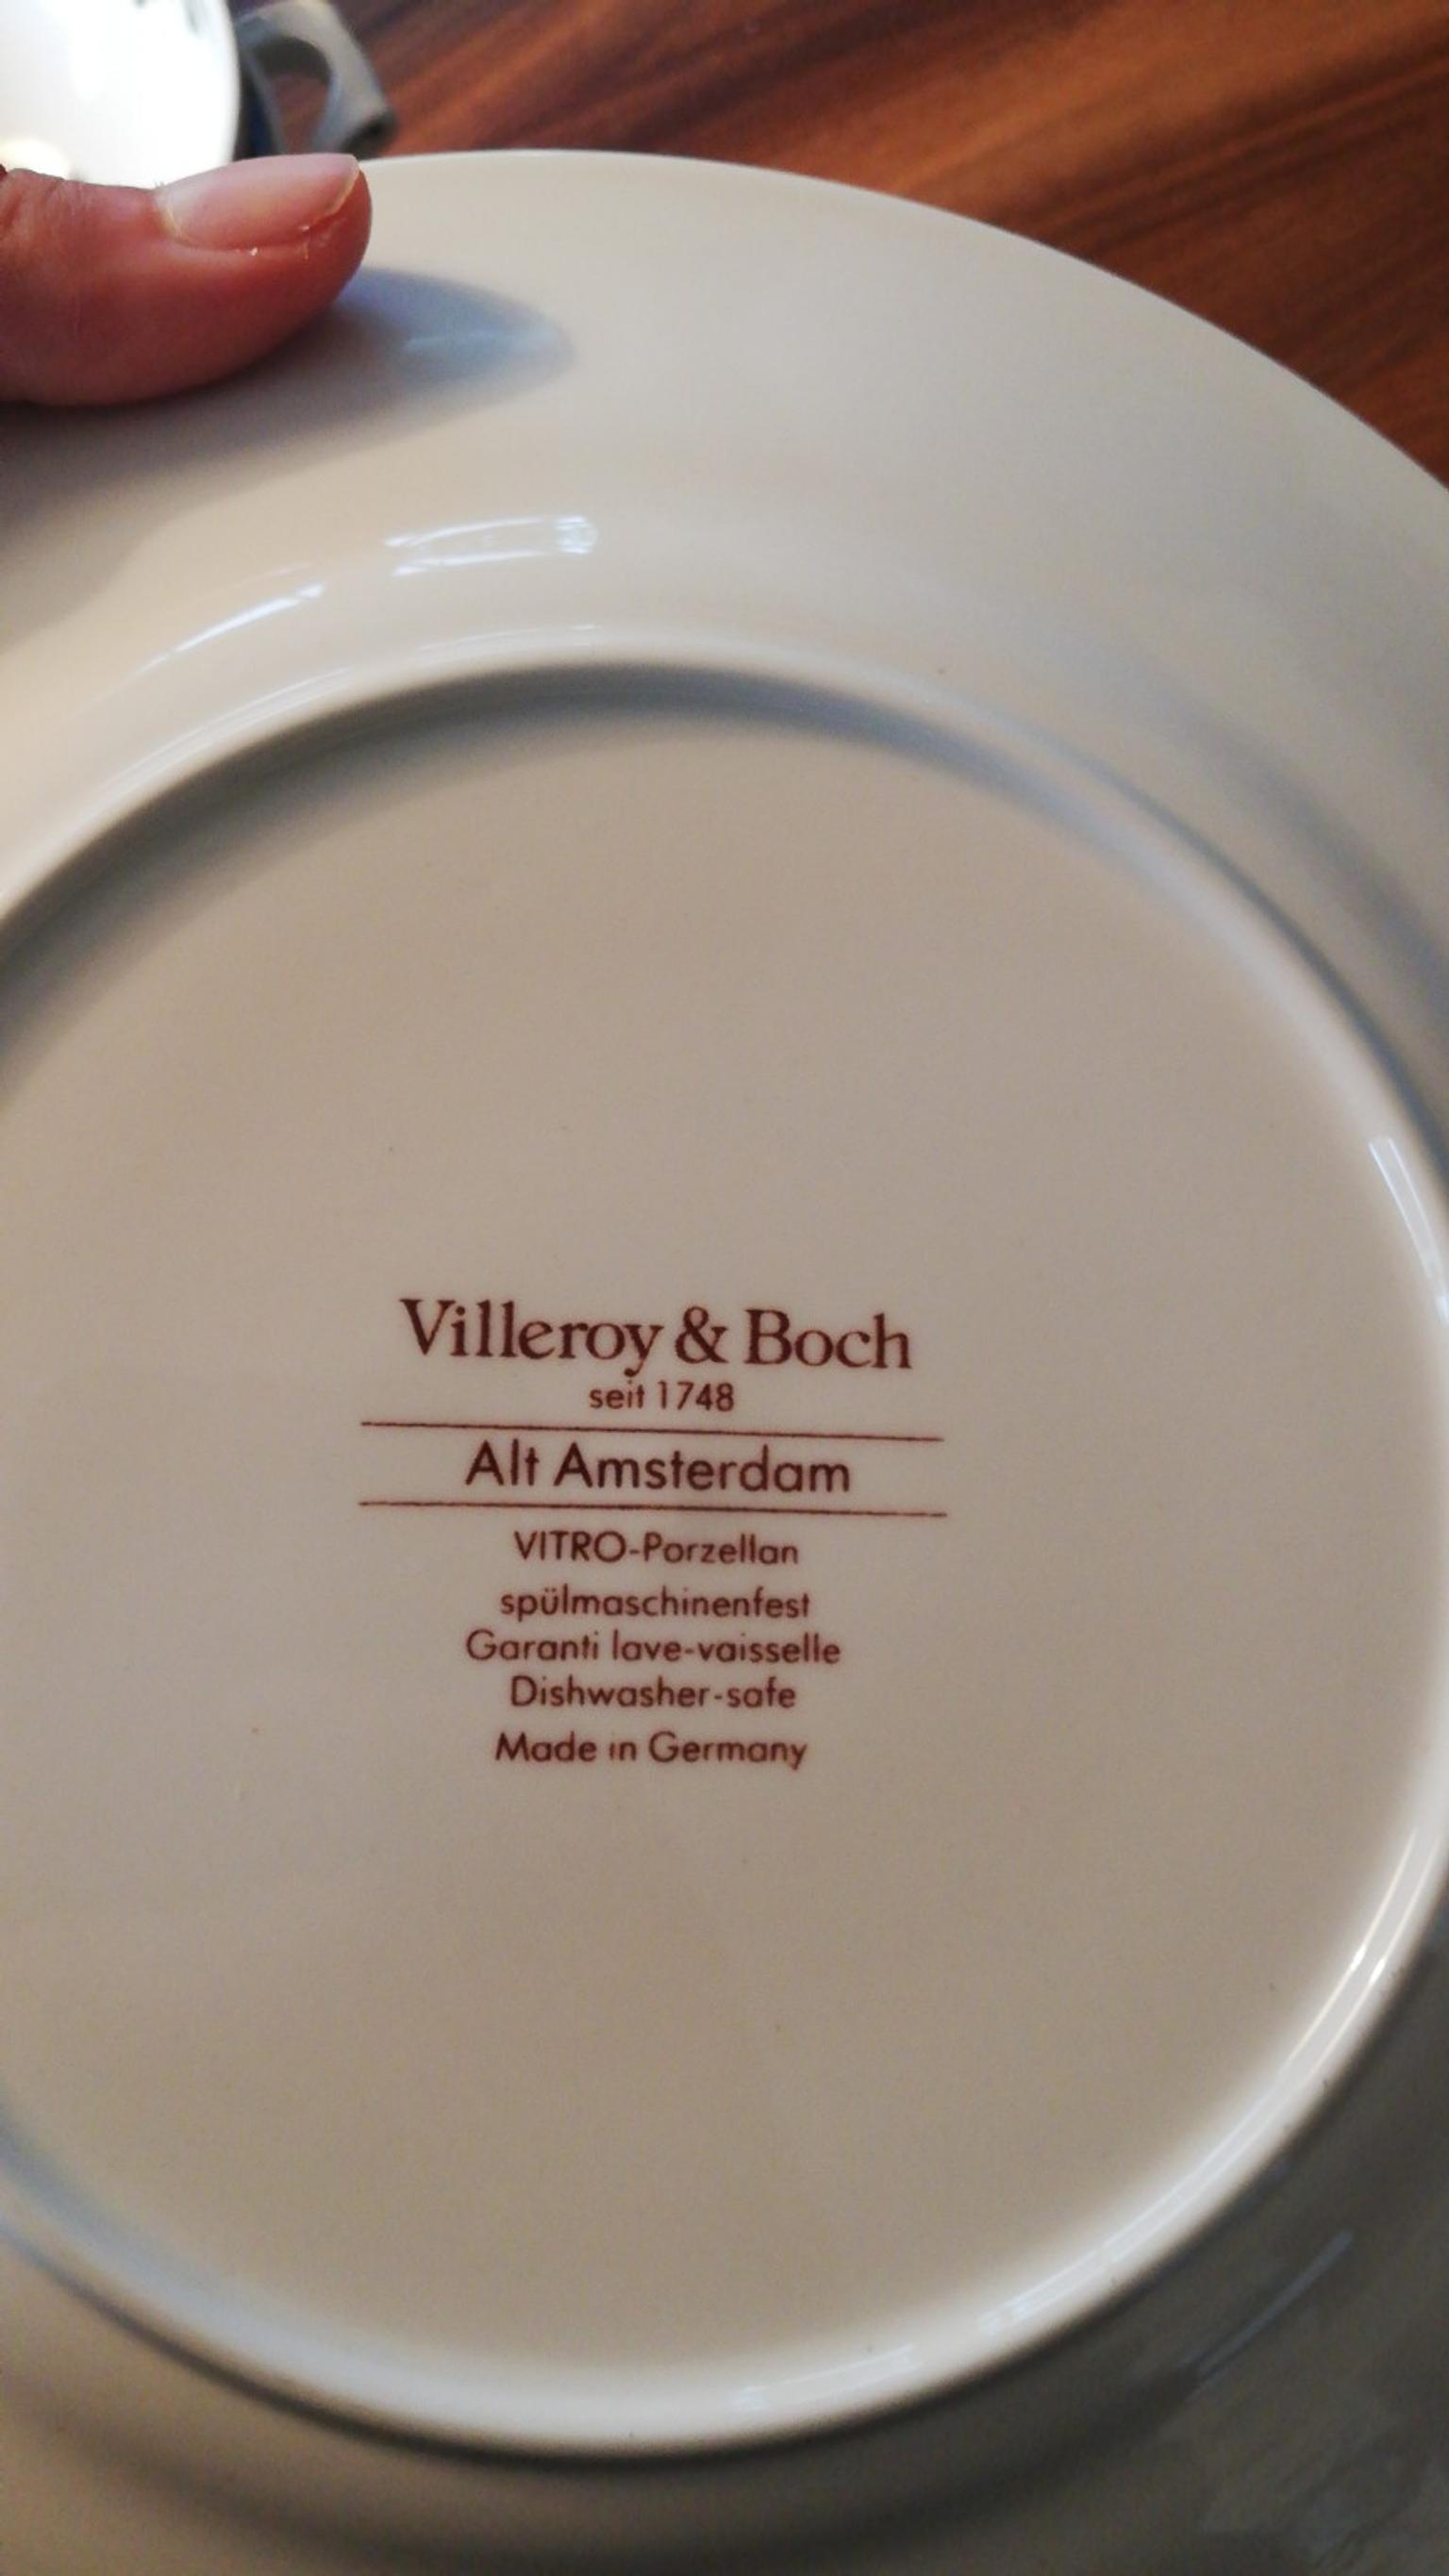 Villeroy & Boch
seit 1748
Alt Amsterdam
VITRO-Porzellan
spülmaschinenfest
Garanti lave-vaisselle
Dishwasher-safe
Made in Germany